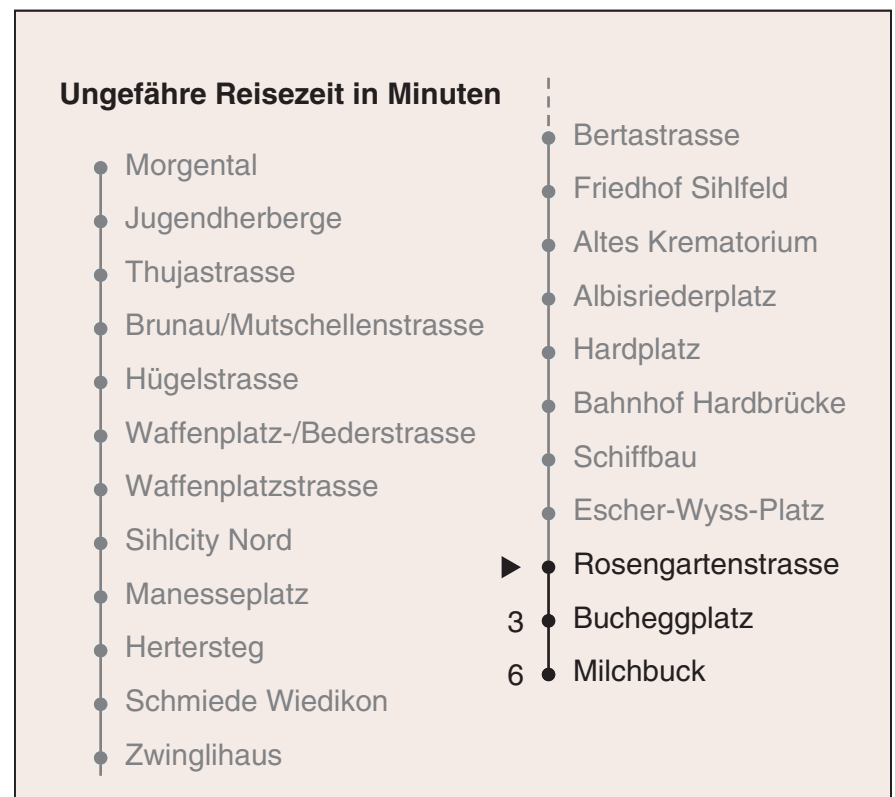 Ungefähre Reisezeit in Minuten
Morgental
Jugendherberge
Thujastrasse
Brunau/Mutschellenstrasse
Hügelstrasse
Waffenplatz-/Bederstrasse
Waffenplatzstrasse
Sihlcity Nord
Manesseplatz
Hertersteg
Schmiede Wiedikon
Zwinglihaus
Bertastrasse
Friedhof Sihlfeld
Altes Krematorium
Albisriederplatz
Hardplatz
Bahnhof Hardbrücke
Schiffbau
Escher-Wyss-Platz
Rosengartenstrasse
3 Bucheggplatz
6 Milchbuck